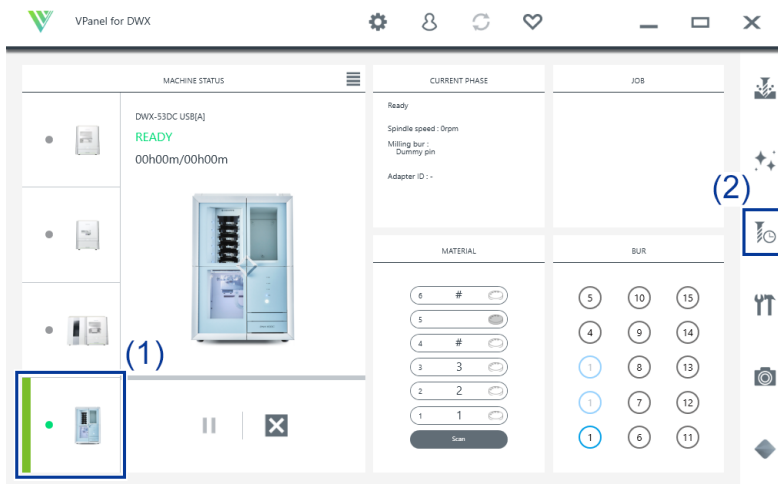 VPanel for DWX
MACHINE STATUS
DWX-53DC USB[A]
READY
00h00m/00h00m
(1)
CURRENT PHASE
Ready
Spindle speed : 0rpm
Milling bur :
Dummy pin
Adapter ID : -
JOB
(2)
MATERIAL
6 #
5
4 #
3 3
2 2
1 1
Scan
BUR
5 10 15
4 9 14
1 8 13
1 7 12
1 6 11